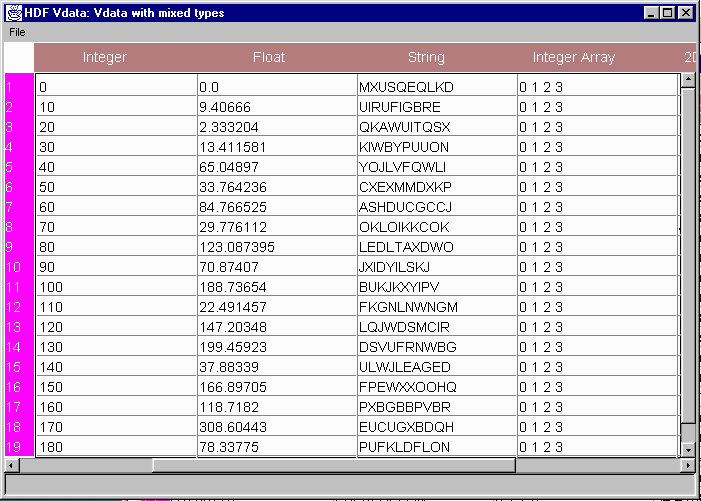 HDF Vdata: Vdata with mixed types
File
Integer Float String Integer Array 2D
1 0 0.0 MXUSQEQLKD 0 1 2 3
2 10 9.40666 UIRUFIGBRE 0 1 2 3
3 20 2.333204 QKAWUITQSX 0 1 2 3
4 30 13.411581 KIWBYPUUON 0 1 2 3
5 40 65.04897 YOJLVFQWLI 0 1 2 3
6 50 33.764236 CXEXMMDXKP 0 1 2 3
7 60 84.766525 ASHDUCGCCJ 0 1 2 3
8 70 29.776112 OKLOIKKCOK 0 1 2 3
9 80 123.087395 LEDLTAXDWO 0 1 2 3
10 90 70.87407 JXIDYILSKJ 0 1 2 3
11 100 188.73654 BUKJKXYIPV 0 1 2 3
12 110 22.491457 FKGNLNWNGM 0 1 2 3
13 120 147.20348 LQJWDSMCIR 0 1 2 3
14 130 199.45923 DSVUFRNWBG 0 1 2 3
15 140 37.88339 ULWJLEAGED 0 1 2 3
16 150 166.89705 FPEWXXOOHQ 0 1 2 3
17 160 118.7182 PXBGBBPVBR 0 1 2 3
18 170 308.60443 EUCUGXBDQH 0 1 2 3
19 180 78.33775 PUFKLDFLON 0 1 2 3